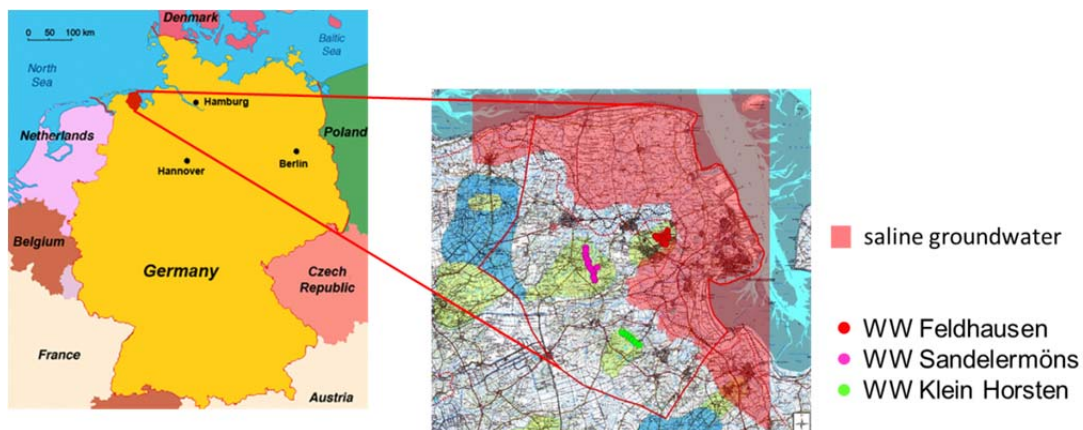 Denmark
0 50 100 km
Baltic
Sea
North
Sea
Hamburg
Netherlands
Poland
Berlin
Hannover
Belgium
Germany
Czech
Republic
France
Austria
saline groundwater
WW Feldhausen
WW Sandelermöns
WW Klein Horsten